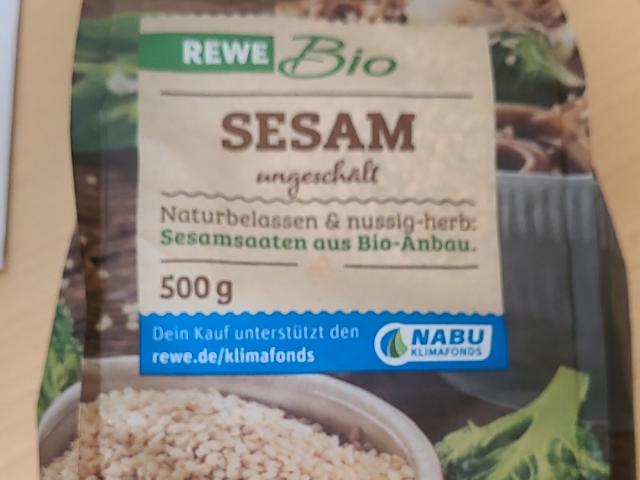 REWE Bio
SESAM
ungeschält
Naturbelassen & nussig-herb:
Sesamsaaten aus Bio-Anbau.
500 g
Dein Kauf unterstützt den
rewe.de/klimafonds
NABU
KLIMAFONDS